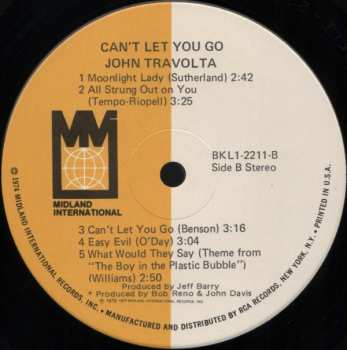 CAN'T LET YOU GO
JOHN TRAVOLTA
1 Moonlight Lady (Sutherland) 2:42
2 All Strung Out on You
(Tempo-Riopell) 3:25
MIDLAND
INTERNATIONAL
BKL1-2211-B
Side B Stereo
3 Can't Let You Go (Benson) 3:16
4 Easy Evil (O'Day) 3:04
5 What Would They Say (Theme from
"The Boy in the Plastic Bubble")
(Williams) 2:50
Produced by Jeff Barry
* Produced by Bob Reno & John Davis
© 1974 MIDLAND INTERNATIONAL RECORDS, INC. • MANUFACTURED AND DISTRIBUTED BY RCA RECORDS, NEW YORK, N.Y. • PRINTED IN U.S.A.